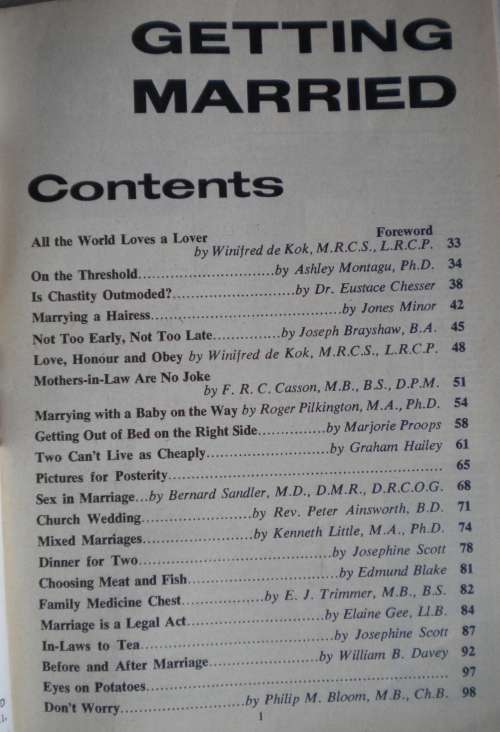 GETTING
MARRIED
Contents
All the World Loves a Lover Foreword
by Winifred de Kok, M.R.C.S., L.R.C.P. 33
On the Threshold..............................by Ashley Montagu, Ph.D. 34
Is Chastity Outmoded?...........................by Dr. Eustace Chesser 38
Marrying a Hairess..........................................by Jones Minor 42
Not Too Early, Not Too Late...............by Joseph Brayshaw, B.A. 45
Love, Honour and Obey by Winifred de Kok, M.R.C.S., L.R.C.P. 48
Mothers-in-Law Are No Joke
by F. R. C. Casson, M.B., B.S., D.P.M. 51
Marrying with a Baby on the Way by Roger Pilkington, M.A., Ph.D. 54
Getting Out of Bed on the Right Side...............by Marjorie Proops 58
Two Can't Live as Cheaply...........................by Graham Hailey 61
Pictures for Posterity............................................................ 65
Sex in Marriage...by Bernard Sandler, M.D., D.M.R., D.R.C.O.G. 68
Church Wedding........................by Rev. Peter Ainsworth, B.D. 71
Mixed Marriages........................by Kenneth Little, M.A., Ph.D. 74
Dinner for Two................................................by Josephine Scott 78
Choosing Meat and Fish.................................by Edmund Blake 81
Family Medicine Chest..................by E. J. Trimmer, M.B., B.S. 82
Marriage is a Legal Act..............................by Elaine Gee, Ll.B. 84
In-Laws to Tea................................................by Josephine Scott 87
Before and After Marriage........................by William B. Davey 92
Eyes on Potatoes.................................................................. 97
Don't Worry...........................by Philip M. Bloom, M.B., Ch.B. 98
1